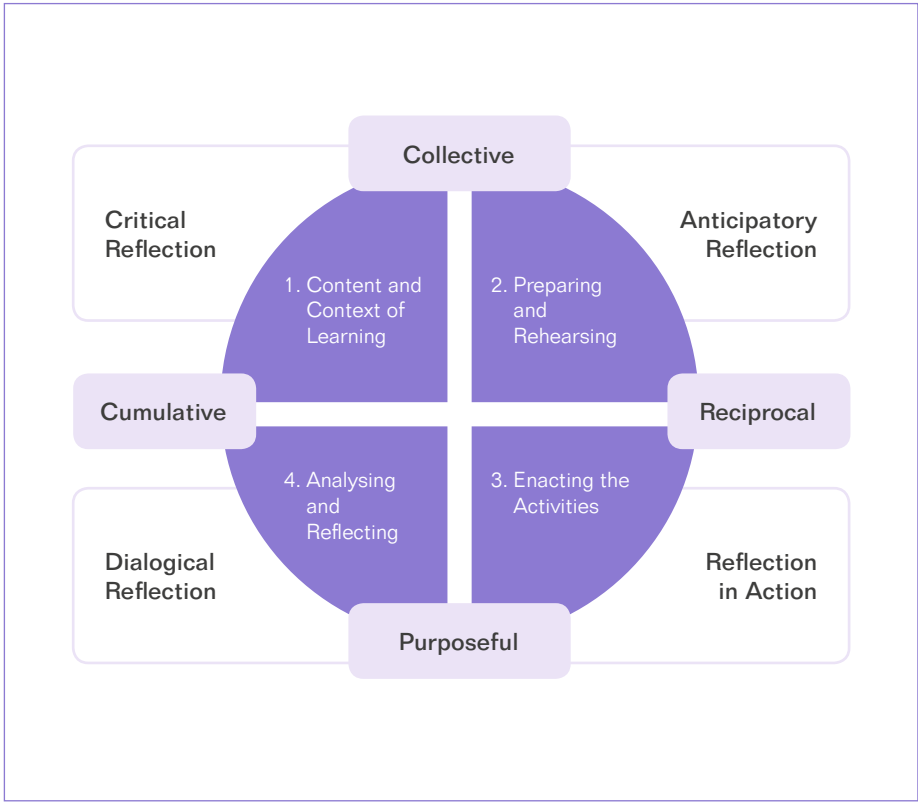 Collective
Critical
Reflection
Anticipatory
Reflection
1. Content and
Context of
Learning
2. Preparing
and
Rehearsing
Cumulative
Reciprocal
4. Analysing
and
Reflecting
3. Enacting the
Activities
Dialogical
Reflection
Reflection
in Action
Purposeful